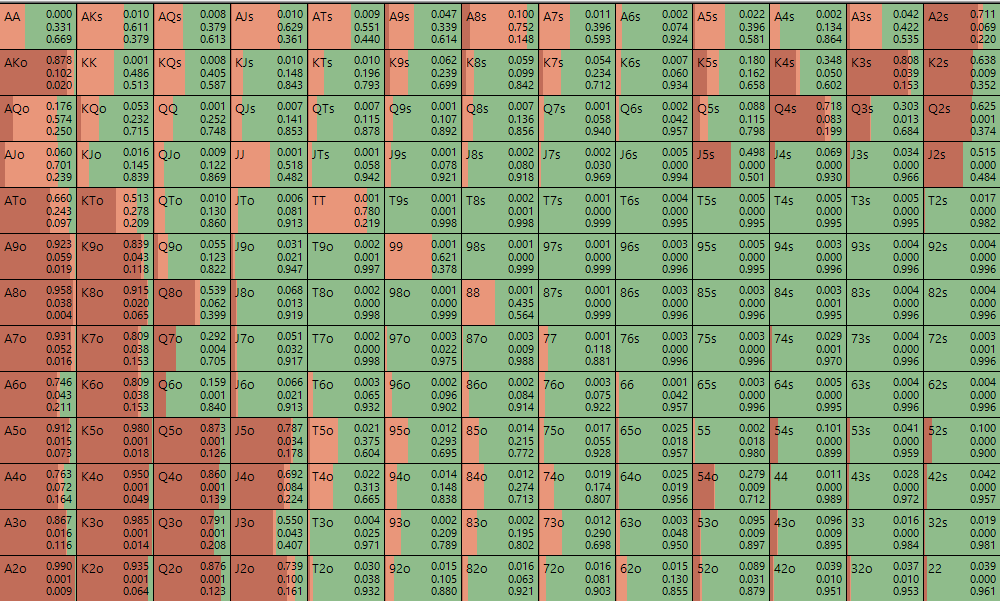 AA 0.000 AKs 0.010 AQs 0.008 AJs 0.010 ATs 0.009 A9s 0.047 A8s 0.100 A7s 0.011 A6s 0.002 A5s 0.022 A4s 0.002 A3s 0.042 A2s 0.711
0.331 0.611 0.379 0.629 0.551 0.339 0.752 0.396 0.074 0.396 0.134 0.422 0.069
0.669 0.379 0.613 0.361 0.440 0.614 0.148 0.593 0.924 0.581 0.864 0.535 0.220
AKo 0.878 KK 0.001 KQs 0.008 KJs 0.010 KTs 0.010 K9s 0.062 K8s 0.059 K7s 0.054 K6s 0.007 K5s 0.180 K4s 0.348 K3s 0.808 K2s 0.638
0.102 0.486 0.405 0.148 0.196 0.239 0.099 0.234 0.060 0.162 0.050 0.039 0.009
0.020 0.513 0.587 0.843 0.793 0.699 0.842 0.712 0.934 0.658 0.602 0.153 0.352
AQo 0.176 KQo 0.053 QQ 0.001 QJs 0.007 QTs 0.007 Q9s 0.001 Q8s 0.007 Q7s 0.001 Q6s 0.002 Q5s 0.088 Q4s 0.718 Q3s 0.303 Q2s 0.625
0.574 0.232 0.252 0.141 0.115 0.107 0.136 0.058 0.042 0.115 0.083 0.013 0.001
0.250 0.715 0.748 0.853 0.878 0.892 0.856 0.940 0.957 0.798 0.199 0.684 0.374
AJo 0.060 KJo 0.016 QJo 0.009 JJ 0.001 JTs 0.001 J9s 0.001 J8s 0.002 J7s 0.002 J6s 0.005 J5s 0.498 J4s 0.069 J3s 0.034 J2s 0.515
0.701 0.145 0.122 0.518 0.058 0.078 0.080 0.030 0.000 0.000 0.000 0.000 0.000
0.239 0.839 0.869 0.482 0.942 0.921 0.918 0.969 0.994 0.501 0.930 0.966 0.484
ATo 0.660 KTo 0.513 QTo 0.010 JTo 0.006 TT 0.001 T9s 0.001 T8s 0.002 T7s 0.001 T6s 0.004 T5s 0.005 T4s 0.005 T3s 0.005 T2s 0.017
0.243 0.278 0.130 0.081 0.780 0.001 0.001 0.000 0.000 0.000 0.000 0.000 0.000
0.097 0.209 0.860 0.913 0.219 0.998 0.998 0.999 0.995 0.995 0.995 0.995 0.982
A9o 0.923 K9o 0.839 Q9o 0.055 J9o 0.031 T9o 0.002 99 0.001 98s 0.001 97s 0.001 96s 0.003 95s 0.005 94s 0.003 93s 0.004 92s 0.004
0.059 0.043 0.123 0.021 0.001 0.621 0.000 0.000 0.000 0.000 0.000 0.000 0.000
0.019 0.118 0.822 0.947 0.997 0.378 0.999 0.999 0.996 0.996 0.996 0.996 0.996
A8o 0.958 K8o 0.915 Q8o 0.539 J8o 0.068 T8o 0.002 98o 0.001 88 0.001 87s 0.001 86s 0.003 85s 0.003 84s 0.003 83s 0.004 82s 0.004
0.038 0.020 0.062 0.013 0.000 0.000 0.435 0.000 0.000 0.000 0.001 0.000 0.000
0.004 0.065 0.399 0.919 0.998 0.999 0.564 0.999 0.996 0.996 0.995 0.996 0.996
A7o 0.931 K7o 0.809 Q7o 0.292 J7o 0.051 T7o 0.002 97o 0.003 87o 0.003 77 0.001 76s 0.003 75s 0.003 74s 0.029 73s 0.004 72s 0.003
0.052 0.038 0.004 0.032 0.000 0.022 0.009 0.118 0.000 0.000 0.001 0.000 0.001
0.016 0.153 0.705 0.917 0.998 0.975 0.988 0.881 0.996 0.996 0.970 0.996 0.996
A6o 0.746 K6o 0.809 Q6o 0.159 J6o 0.066 T6o 0.003 96o 0.002 86o 0.002 76o 0.003 66 0.001 65s 0.003 64s 0.005 63s 0.004 62s 0.004
0.043 0.038 0.001 0.021 0.065 0.096 0.084 0.075 0.042 0.000 0.000 0.000 0.000
0.211 0.153 0.840 0.913 0.932 0.902 0.914 0.922 0.957 0.996 0.995 0.996 0.996
A5o 0.912 K5o 0.980 Q5o 0.873 J5o 0.787 T5o 0.021 95o 0.012 85o 0.014 75o 0.017 65o 0.025 55 0.002 54s 0.101 53s 0.041 52s 0.100
0.015 0.001 0.001 0.034 0.375 0.293 0.215 0.055 0.018 0.018 0.000 0.000 0.000
0.073 0.018 0.126 0.178 0.604 0.695 0.772 0.928 0.957 0.980 0.899 0.959 0.900
A4o 0.763 K4o 0.950 Q4o 0.860 J4o 0.692 T4o 0.022 94o 0.014 84o 0.012 74o 0.019 64o 0.025 54o 0.279 44 0.011 43s 0.028 42s 0.042
0.072 0.001 0.001 0.084 0.313 0.148 0.274 0.174 0.019 0.009 0.000 0.000 0.000
0.164 0.049 0.139 0.224 0.665 0.838 0.713 0.807 0.956 0.712 0.989 0.972 0.957
A3o 0.867 K3o 0.985 Q3o 0.791 J3o 0.550 T3o 0.004 93o 0.002 83o 0.002 73o 0.012 63o 0.003 53o 0.095 43o 0.096 33 0.016 32s 0.019
0.016 0.001 0.001 0.043 0.025 0.209 0.195 0.290 0.048 0.009 0.009 0.000 0.000
0.116 0.014 0.208 0.407 0.971 0.789 0.802 0.698 0.950 0.897 0.895 0.984 0.981
A2o 0.990 K2o 0.935 Q2o 0.876 J2o 0.739 T2o 0.030 92o 0.015 82o 0.016 72o 0.016 62o 0.015 52o 0.089 42o 0.039 32o 0.037 22 0.039
0.001 0.001 0.001 0.100 0.038 0.105 0.063 0.081 0.130 0.031 0.010 0.010 0.000
0.009 0.064 0.123 0.161 0.932 0.880 0.921 0.903 0.855 0.879 0.951 0.953 0.961